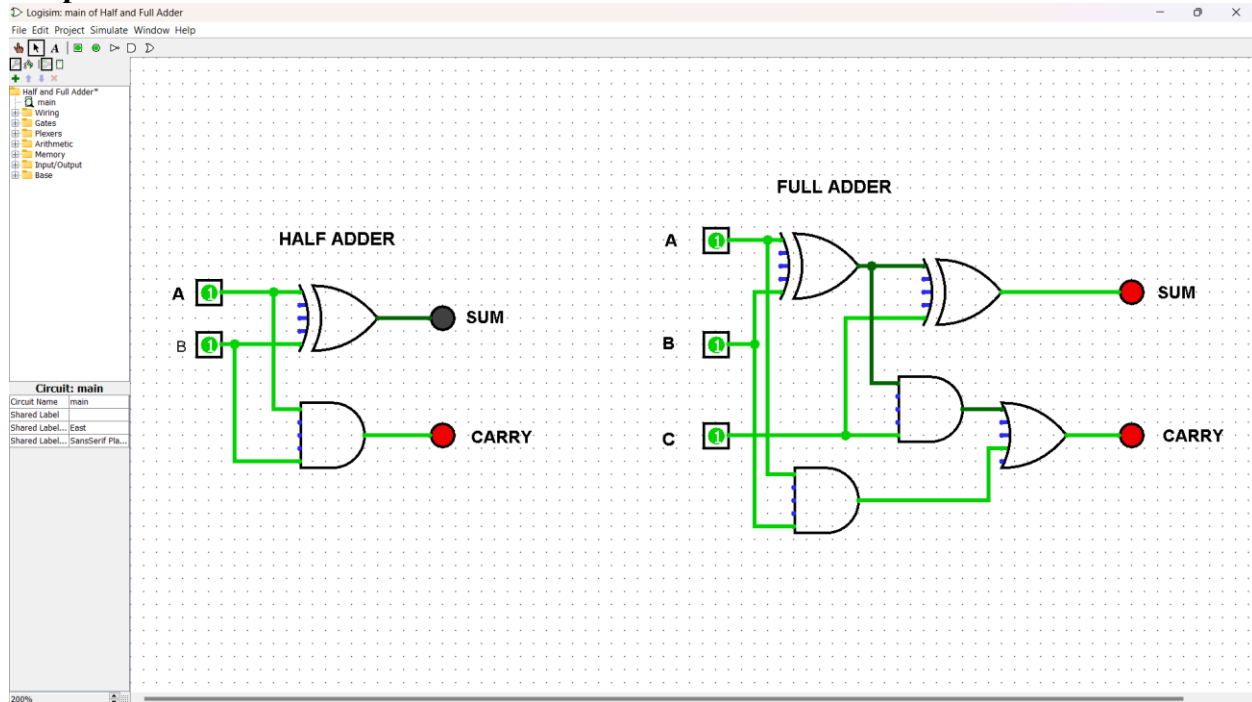 Logisim: main of Half and Full Adder
File Edit Project Simulate Window Help
A
Half and Full Adder*
main
Wiring
Gates
Plexers
Arithmetic
Memory
Input/Output
Base
Circuit: main
Circuit Name main
Shared Label
Shared Label... East
Shared Label... SansSerif Pla...
200%
HALF ADDER
A 1
B 1
SUM
CARRY
FULL ADDER
A 1
B 1
C 1
SUM
CARRY